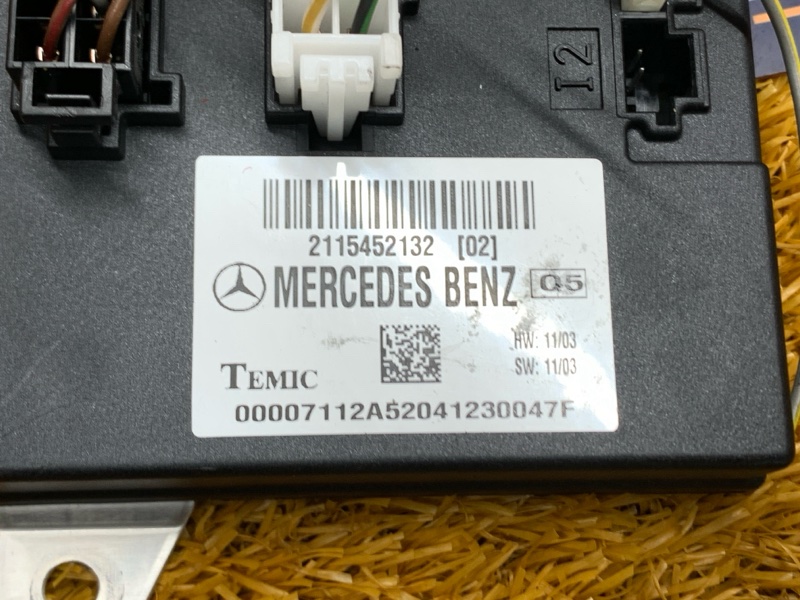 I2
2115452132 [02]
MERCEDES BENZ Q5
HW: 11/03
TEMIC SW: 11/03
00007112A52041230047F